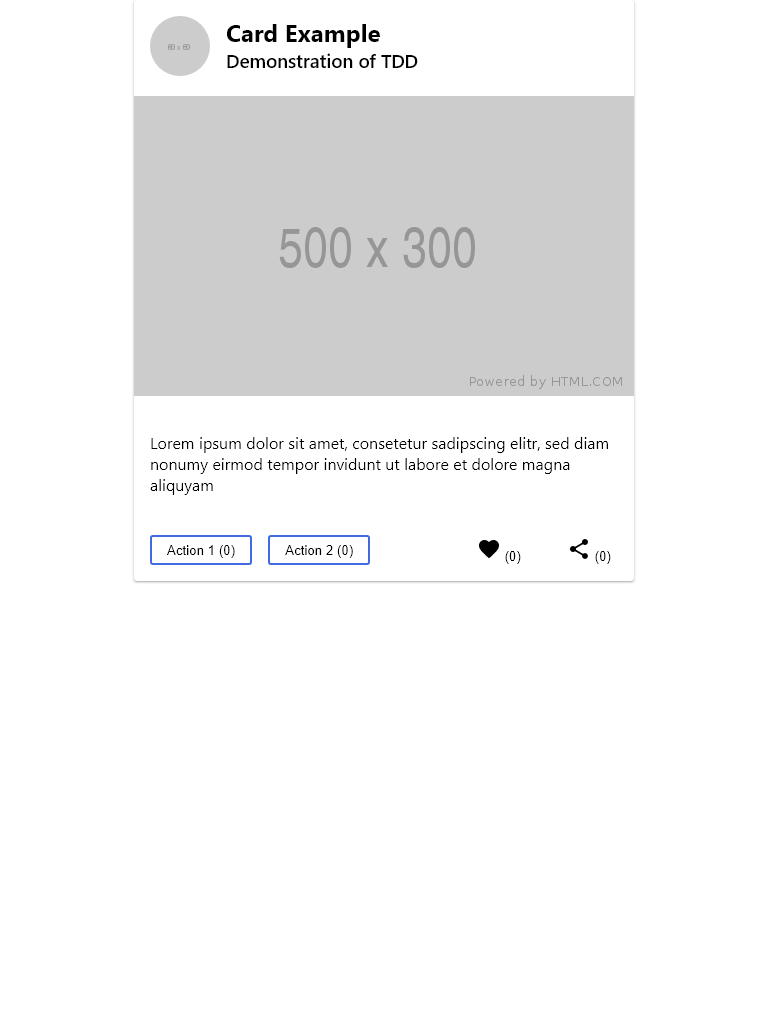 60 x 60
Card Example
Demonstration of TDD
500 x 300
Powered by HTML.COM
Lorem ipsum dolor sit amet, consetetur sadipscing elitr, sed diam
nonumy eirmod tempor invidunt ut labore et dolore magna
aliquyam
Action 1 (0) Action 2 (0) (0) (0)